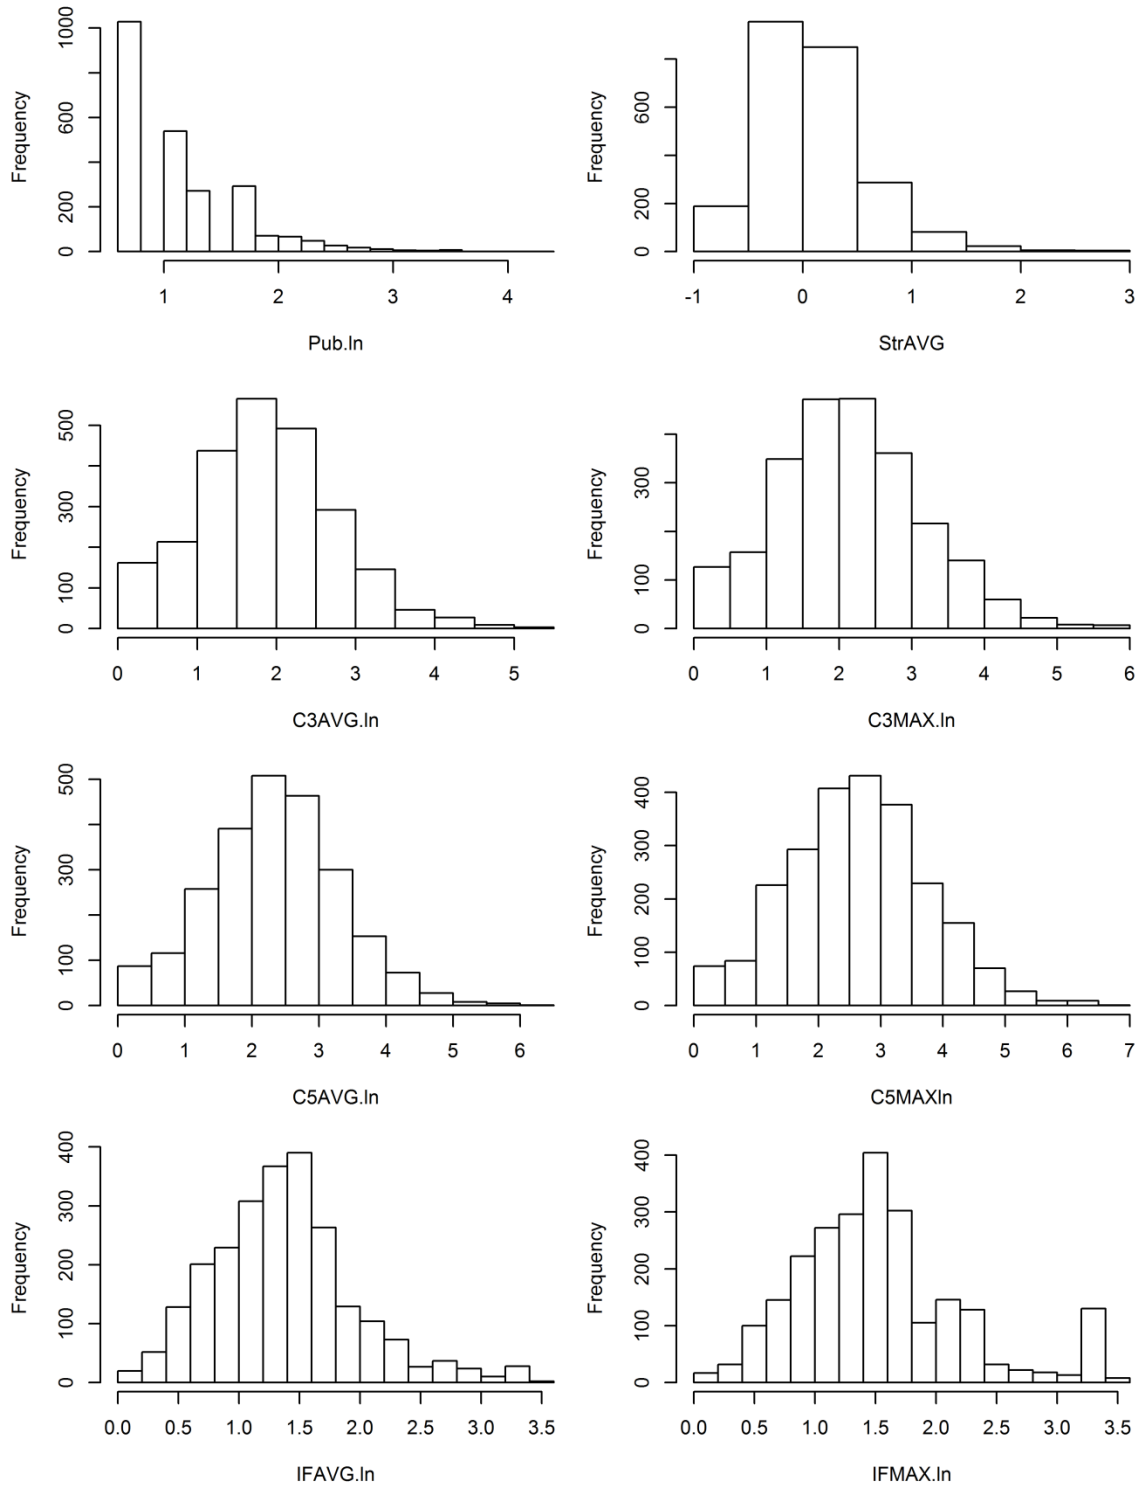 Frequency
0 200 600 1000
1 2 3 4
Pub.ln
Frequency
0 200 600
-1 0 1 2 3
StrAVG
Frequency
0 100 300 500
0 1 2 3 4 5
C3AVG.ln
Frequency
0 100 300
0 1 2 3 4 5 6
C3MAX.ln
Frequency
0 100 300 500
0 1 2 3 4 5 6
C5AVG.ln
Frequency
0 100 200 300 400
0 1 2 3 4 5 6 7
C5MAXln
Frequency
0 100 200 300 400
0.0 0.5 1.0 1.5 2.0 2.5 3.0 3.5
IFAVG.ln
Frequency
0 100 200 300 400
0.0 0.5 1.0 1.5 2.0 2.5 3.0 3.5
IFMAX.ln